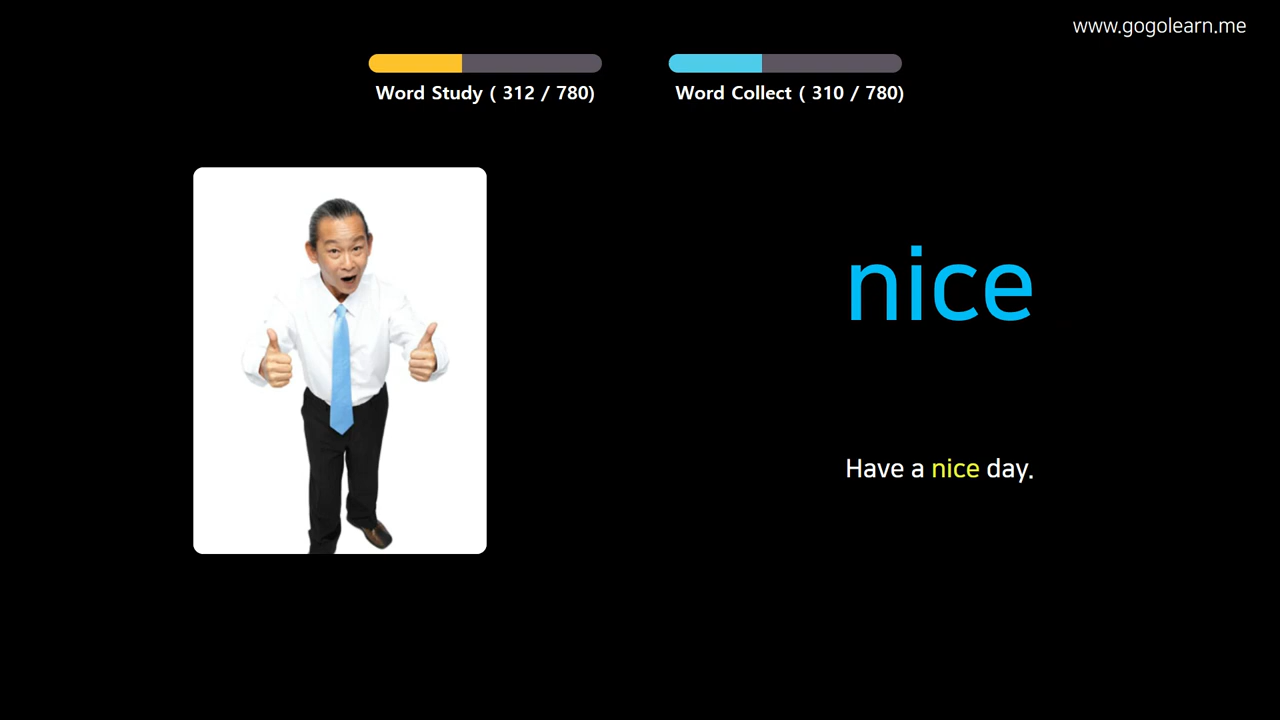 www.gogolearn.me
Word Study ( 312 / 780)
Word Collect ( 310 / 780)
nice
Have a nice day.